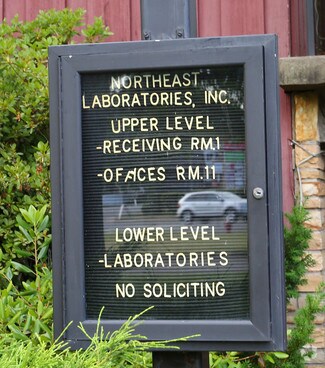 NORTHEAST
LABORATORIES, INC.
UPPER LEVEL
-RECEIVING RM.1
-OFFICES RM.11
LOWER LEVEL
-LABORATORIES
NO SOLICITING